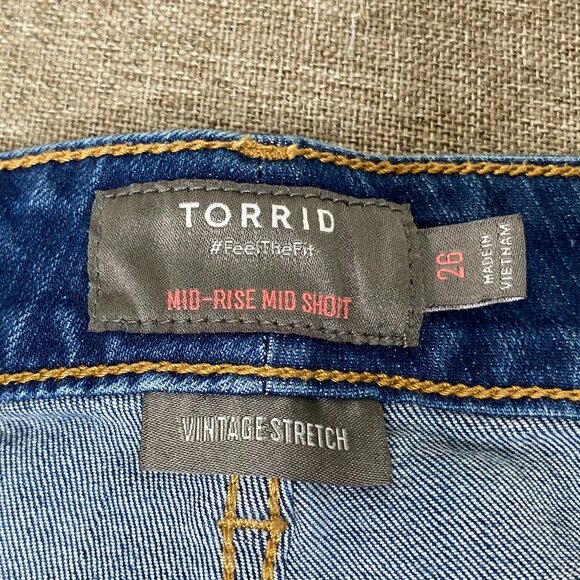 TORRID
#FeelTheFit
MID-RISE MID SHORT
26
MADE IN
VIETNAM
VINTAGE STRETCH